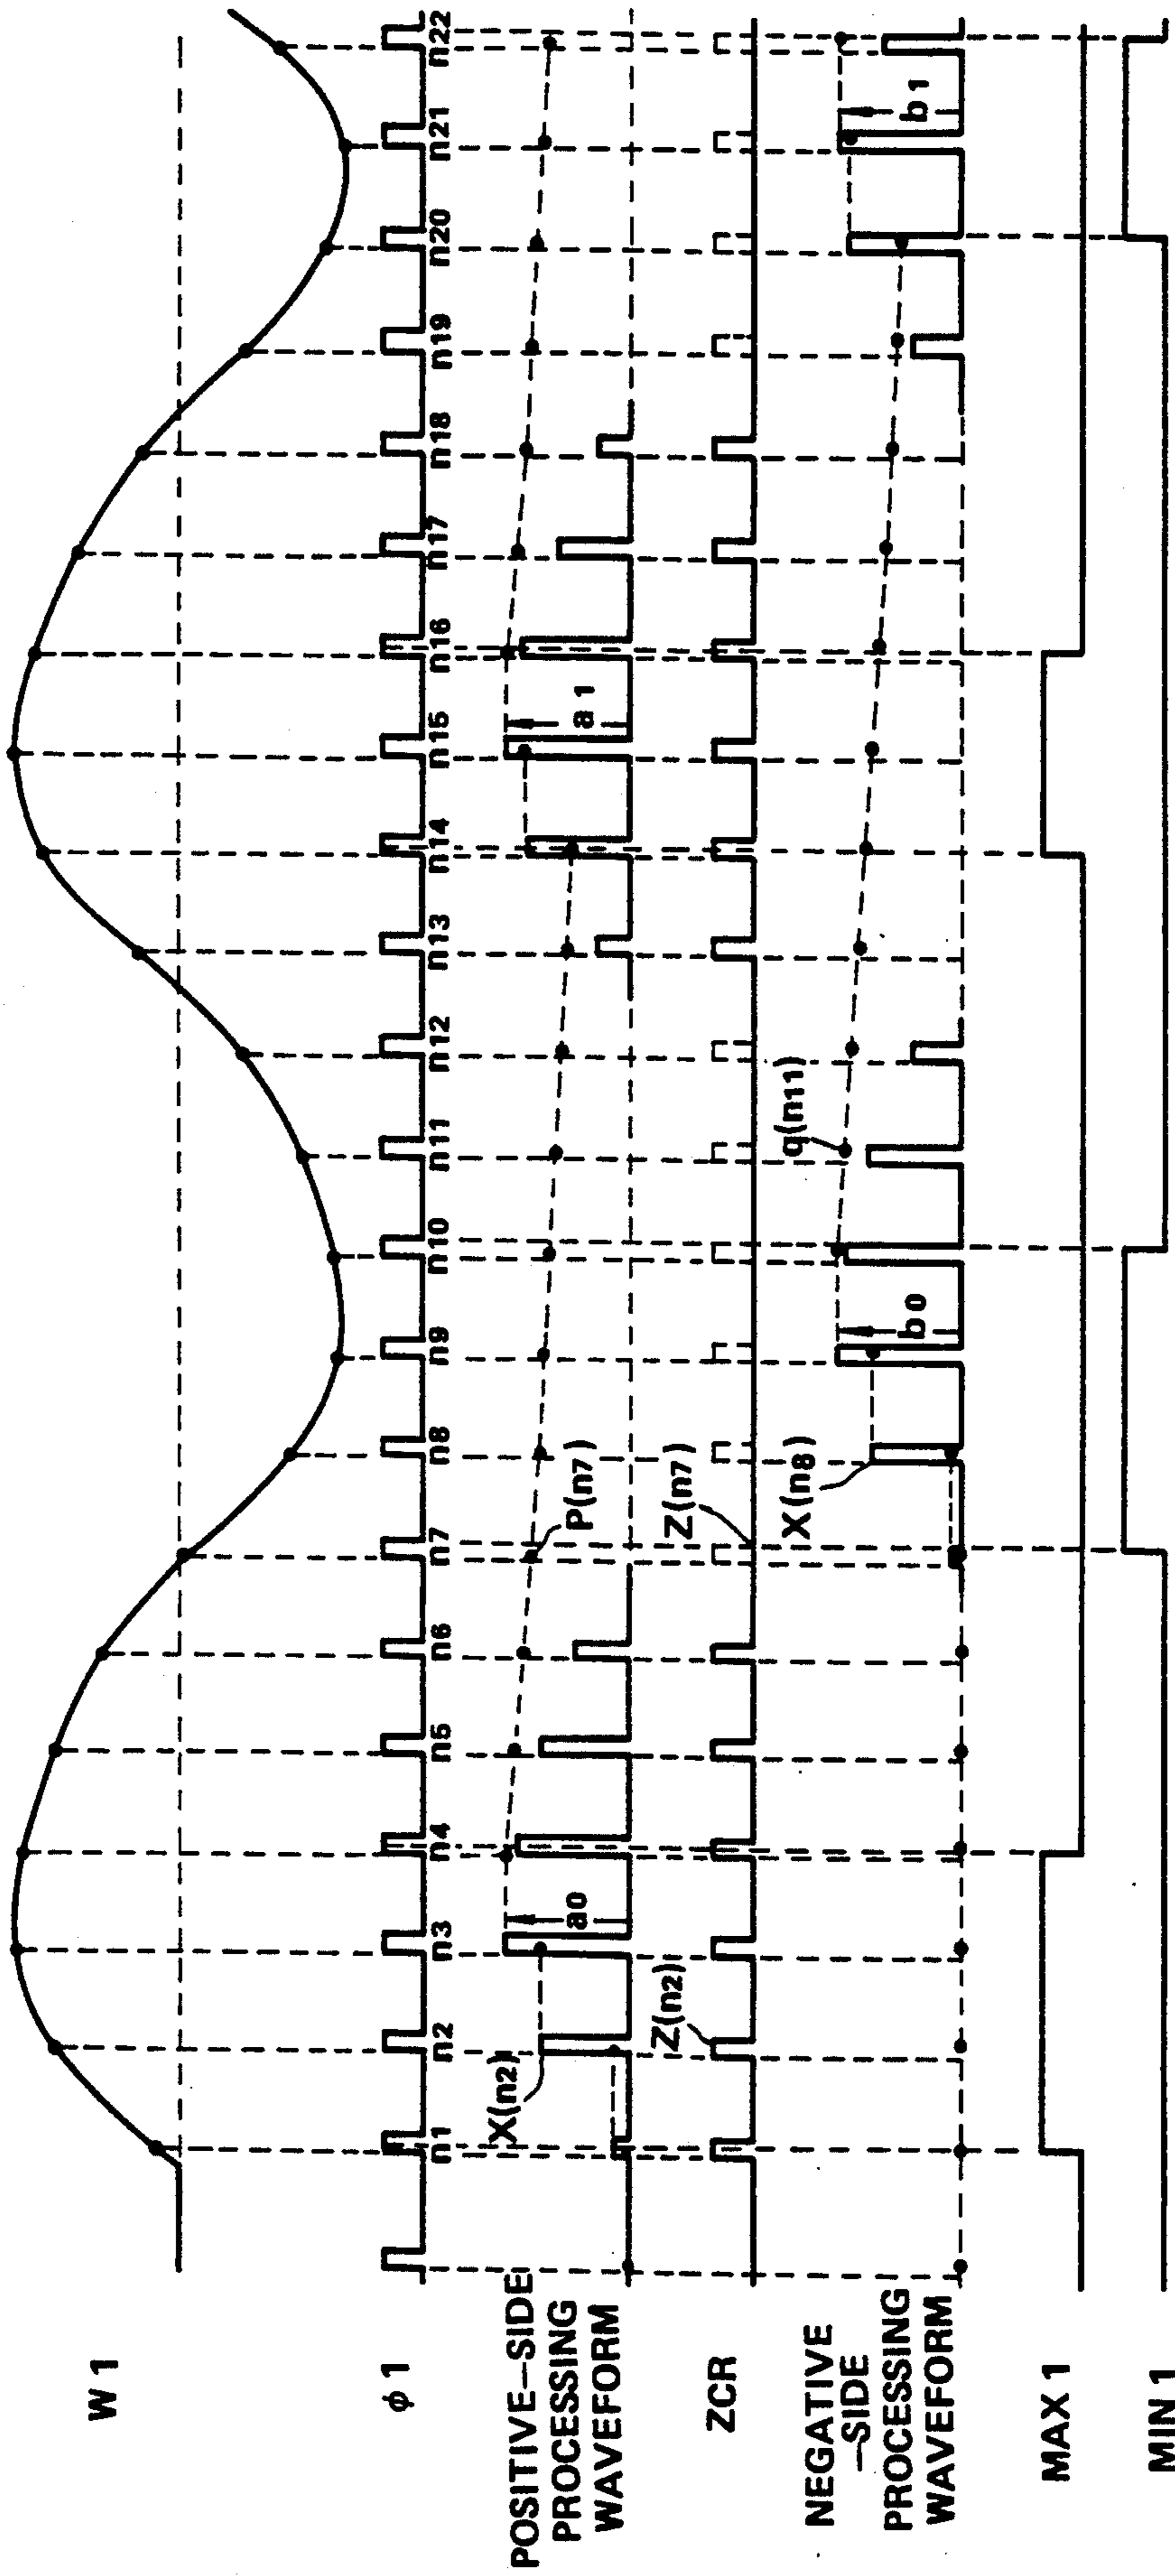 W 1
φ 1
n1 n2 n3 n4 n5 n6 n7 n8 n9 n10 n11 n12 n13 n14 n15 n16 n17 n18 n19 n20 n21 n22
POSITIVE-SIDE
PROCESSING
WAVEFORM
X(n2)
a0
P(n7)
a1
ZCR
Z(n2)
Z(n7)
NEGATIVE
-SIDE
PROCESSING
WAVEFORM
X(n8)
b0
q(n11)
b1
MAX 1
MIN 1